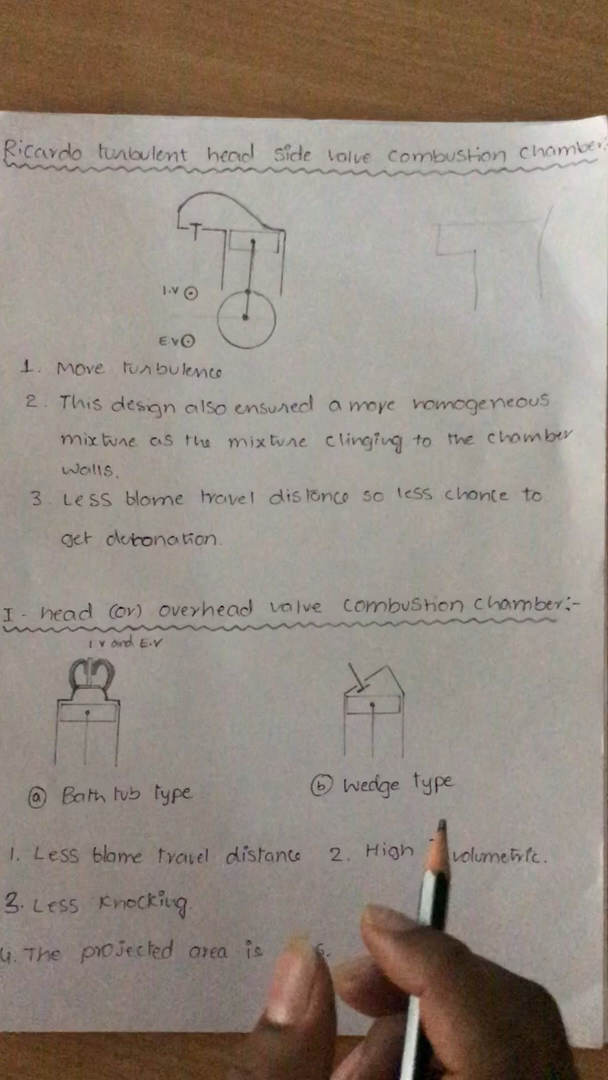 Ricardo turbulent head side valve combustion chamber:
I.V
E.V
1. More turbulence
2. This design also ensured a more homogeneous
mixture as the mixture clinging to the chamber
walls.
3. Less blame travel distance so less chance to
get detonation.
I - head (or) overhead valve combustion chamber:-
I V and E.V
a Bath tub type
b Wedge type
1. Less blame travel distance 2. High volumetric.
3. Less knocking.
4. The projected area is 5.